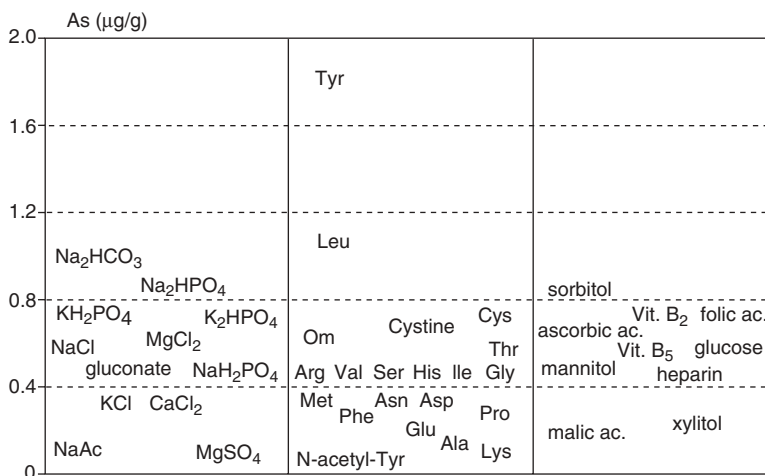 As (μg/g)
2.0
Tyr
1.6
1.2
Leu
Na₂HCO₃
Na₂HPO₄
sorbitol
0.8
KH₂PO₄ K₂HPO₄ Cys Vit. B₂ folic ac.
Cystine
ascorbic ac.
NaCl MgCl₂ Om Thr Vit. B₅ glucose
gluconate NaH₂PO₄ Arg Val Ser His Ile Gly mannitol heparin
0.4
KCl CaCl₂ Met Asn Asp
Phe Pro xylitol
Glu malic ac.
NaAc MgSO₄ Ala Lys
N-acetyl-Tyr
0